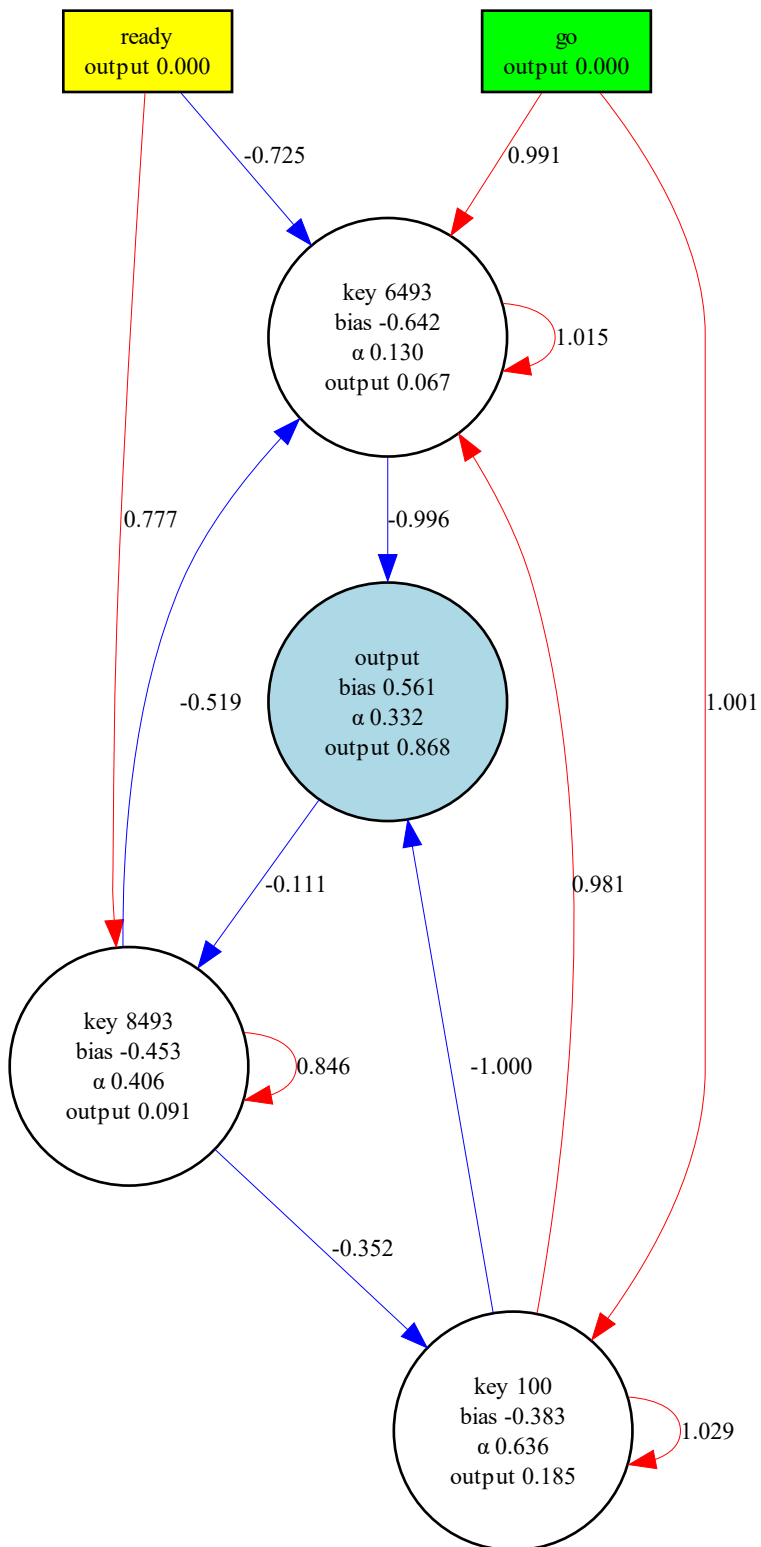 ready
output 0.000
go
output 0.000
-0.725
0.991
key 6493
bias -0.642
α 0.130
output 0.067
1.015
0.777
-0.996
-0.519
output
bias 0.561
α 0.332
output 0.868
1.001
-0.111
0.981
key 8493
bias -0.453
α 0.406
output 0.091
0.846
-1.000
-0.352
key 100
bias -0.383
α 0.636
output 0.185
1.029